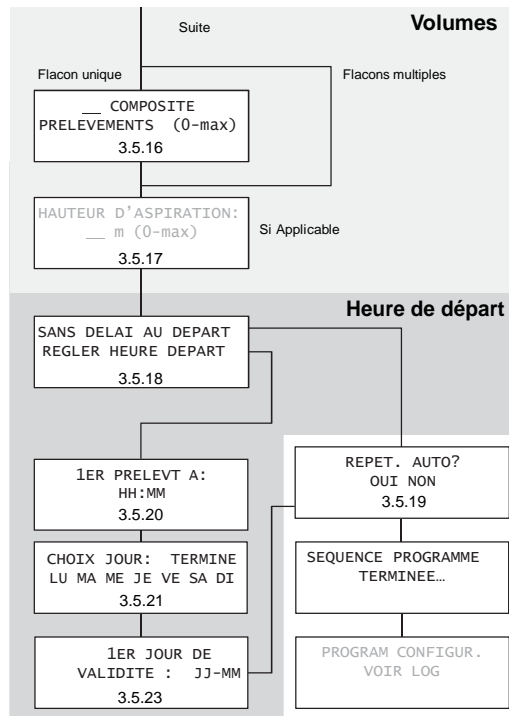 Suite
Volumes
Flacon unique
Flacons multiples
__ COMPOSITE
PRELEVEMENTS (0-max)
3.5.16
HAUTEUR D'ASPIRATION:
__ m (0-max)
3.5.17
Si Applicable
Heure de départ
SANS DELAI AU DEPART
REGLER HEURE DEPART
3.5.18
1ER PRELEVT A:
HH:MM
3.5.20
REPET. AUTO?
OUI NON
3.5.19
CHOIX JOUR: TERMINE
LU MA ME JE VE SA DI
3.5.21
SEQUENCE PROGRAMME
TERMINEE…
1ER JOUR DE
VALIDITE : JJ-MM
3.5.23
PROGRAM CONFIGUR.
VOIR LOG